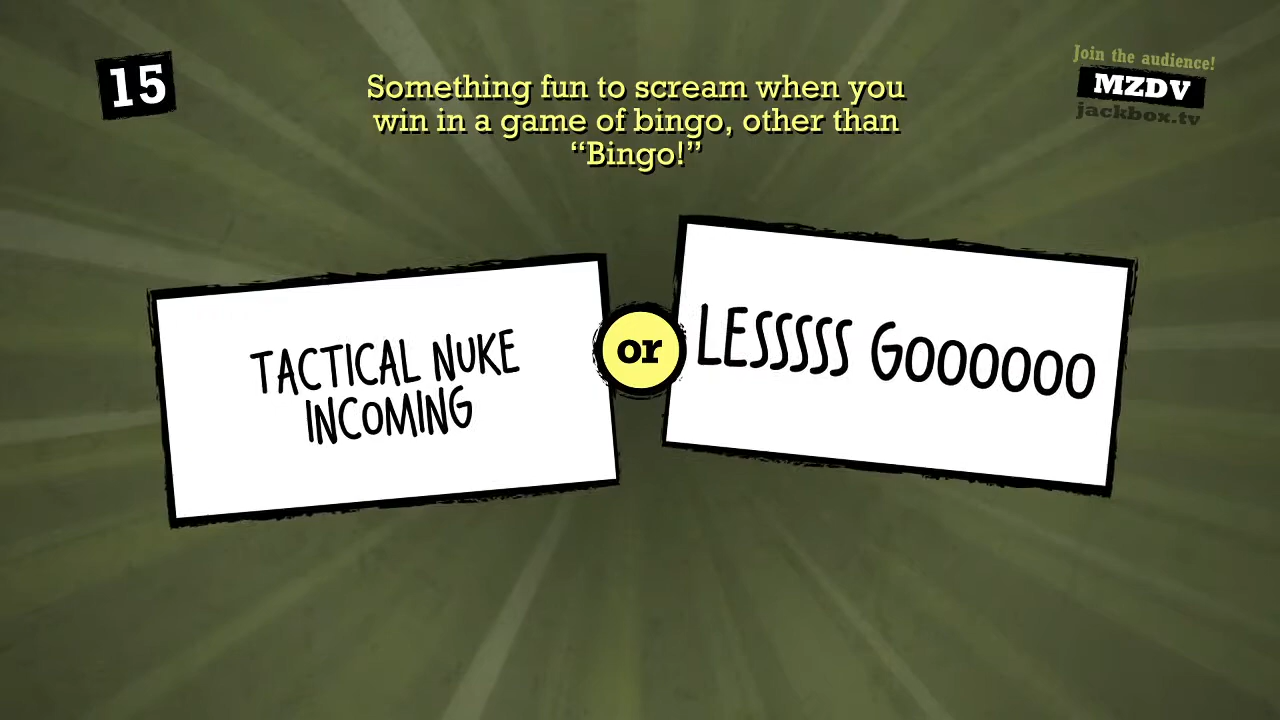 15
Something fun to scream when you
win in a game of bingo, other than
“Bingo!”
Join the audience!
MZDV
jackbox.tv
TACTICAL NUKE
INCOMING
or
LESSSSS GOOOOOO